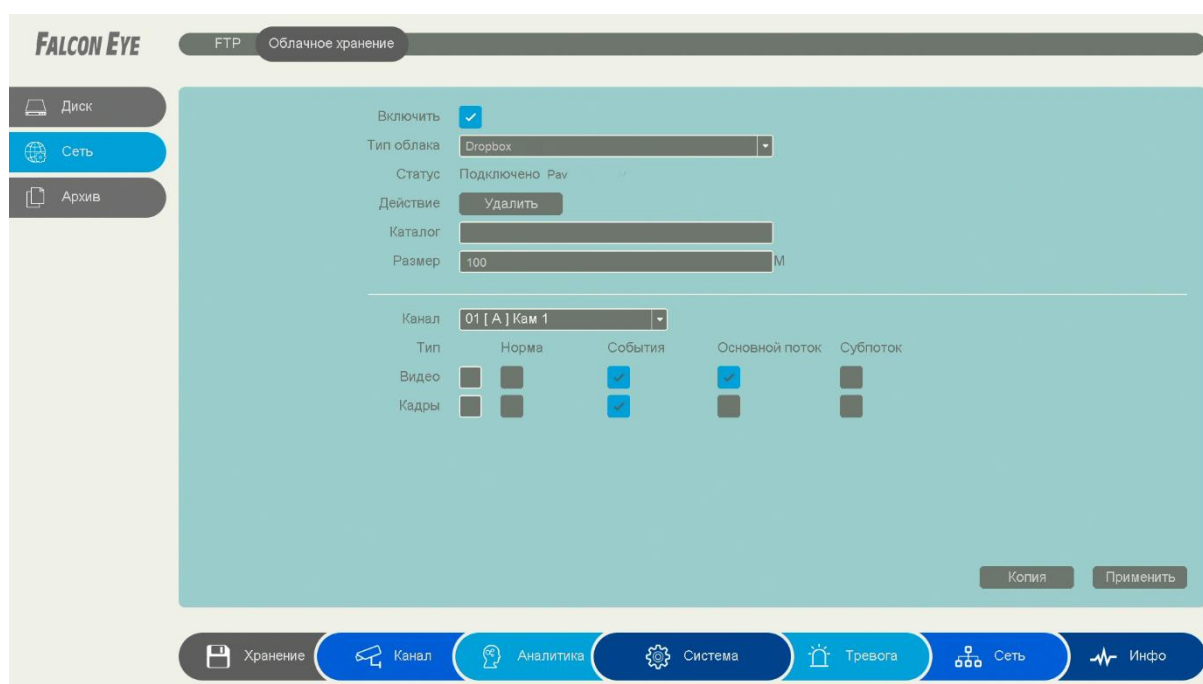 FALCON EYE
FTP Облачное хранение
Диск
Сеть
Архив
Включить
Тип облака Dropbox
Статус Подключено Pav
Действие Удалить
Каталог
Размер 100 M
Канал 01 [ A ] Кам 1
Тип Норма События Основной поток Субпоток
Видео
Кадры
Копия Применить
Хранение Канал Аналитика Система Тревога Сеть Инфо